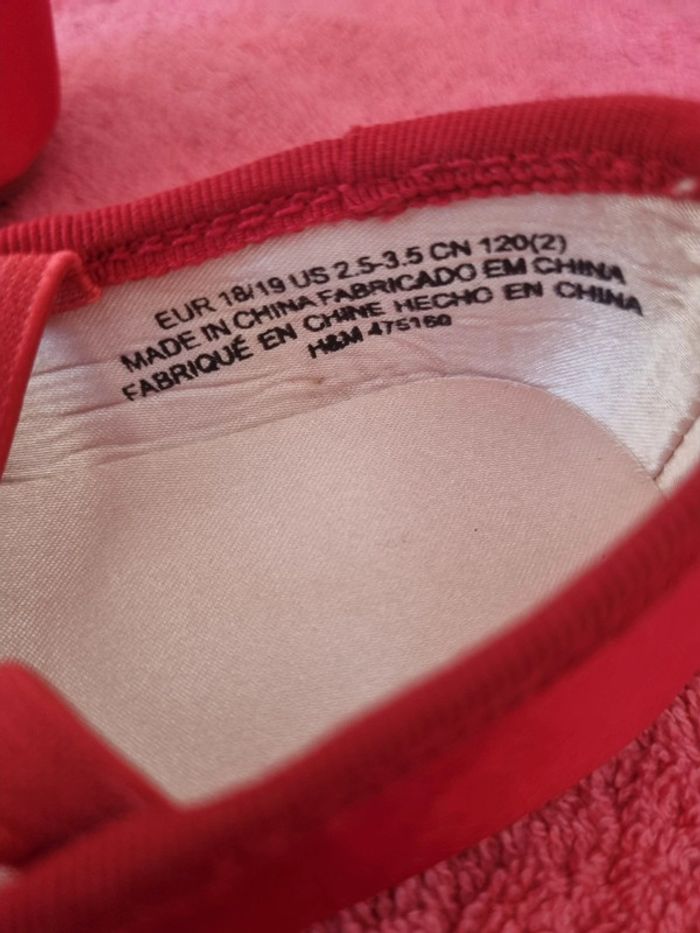 EUR 18/19 US 2.5-3.5 CN 120(2)
MADE IN CHINA FABRICADO EM CHINA
FABRIQUÉ EN CHINE HECHO EN CHINA
H&M 475160